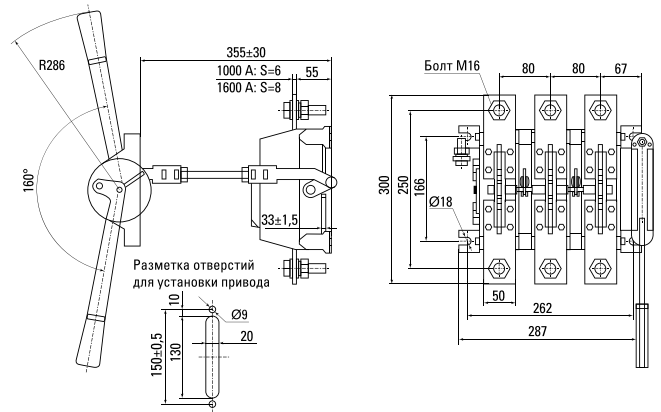 R286
160°
355±30
1000 A: S=6
1600 A: S=8
55
33±1,5
Разметка отверстий
для установки привода
10
Ø9
20
150±0,5
130
Болт М16
80
80
67
300
250
166
Ø18
50
262
287